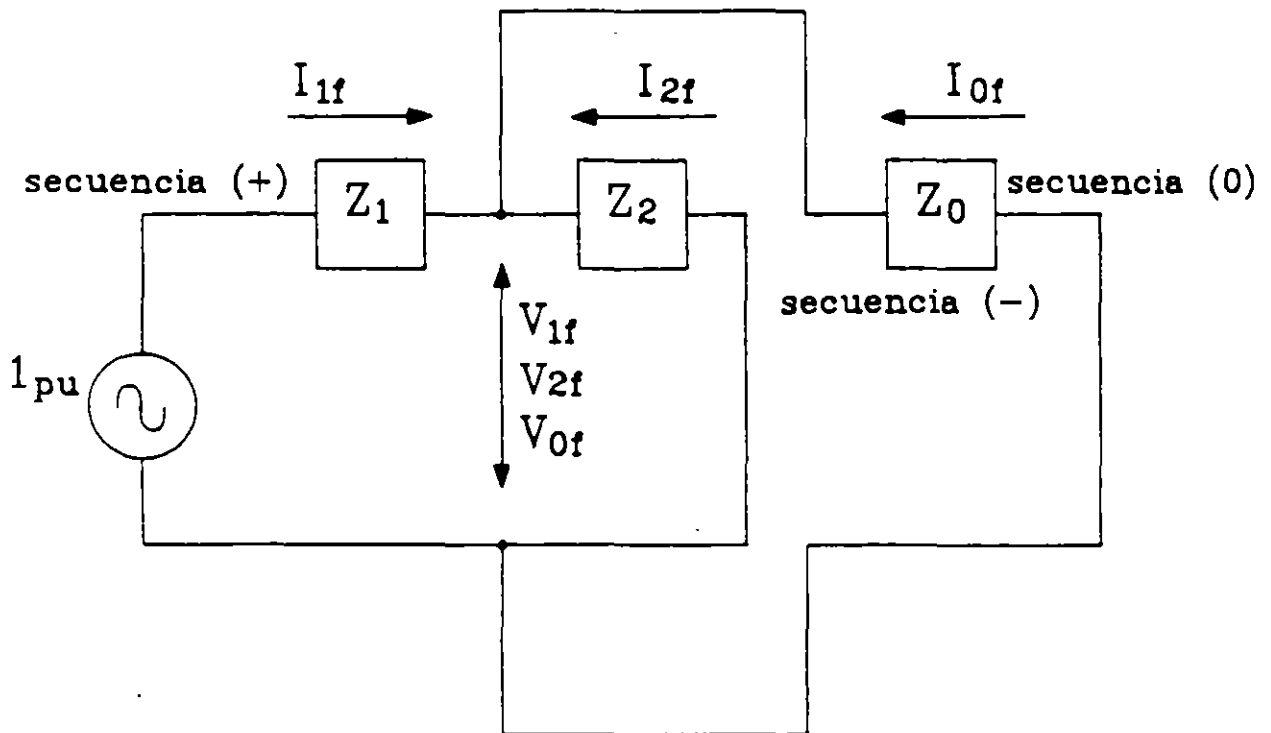 I1f
I2f
I0f
secuencia (+)
Z1
Z2
Z0
secuencia (0)
secuencia (-)
1pu
V1f
V2f
V0f